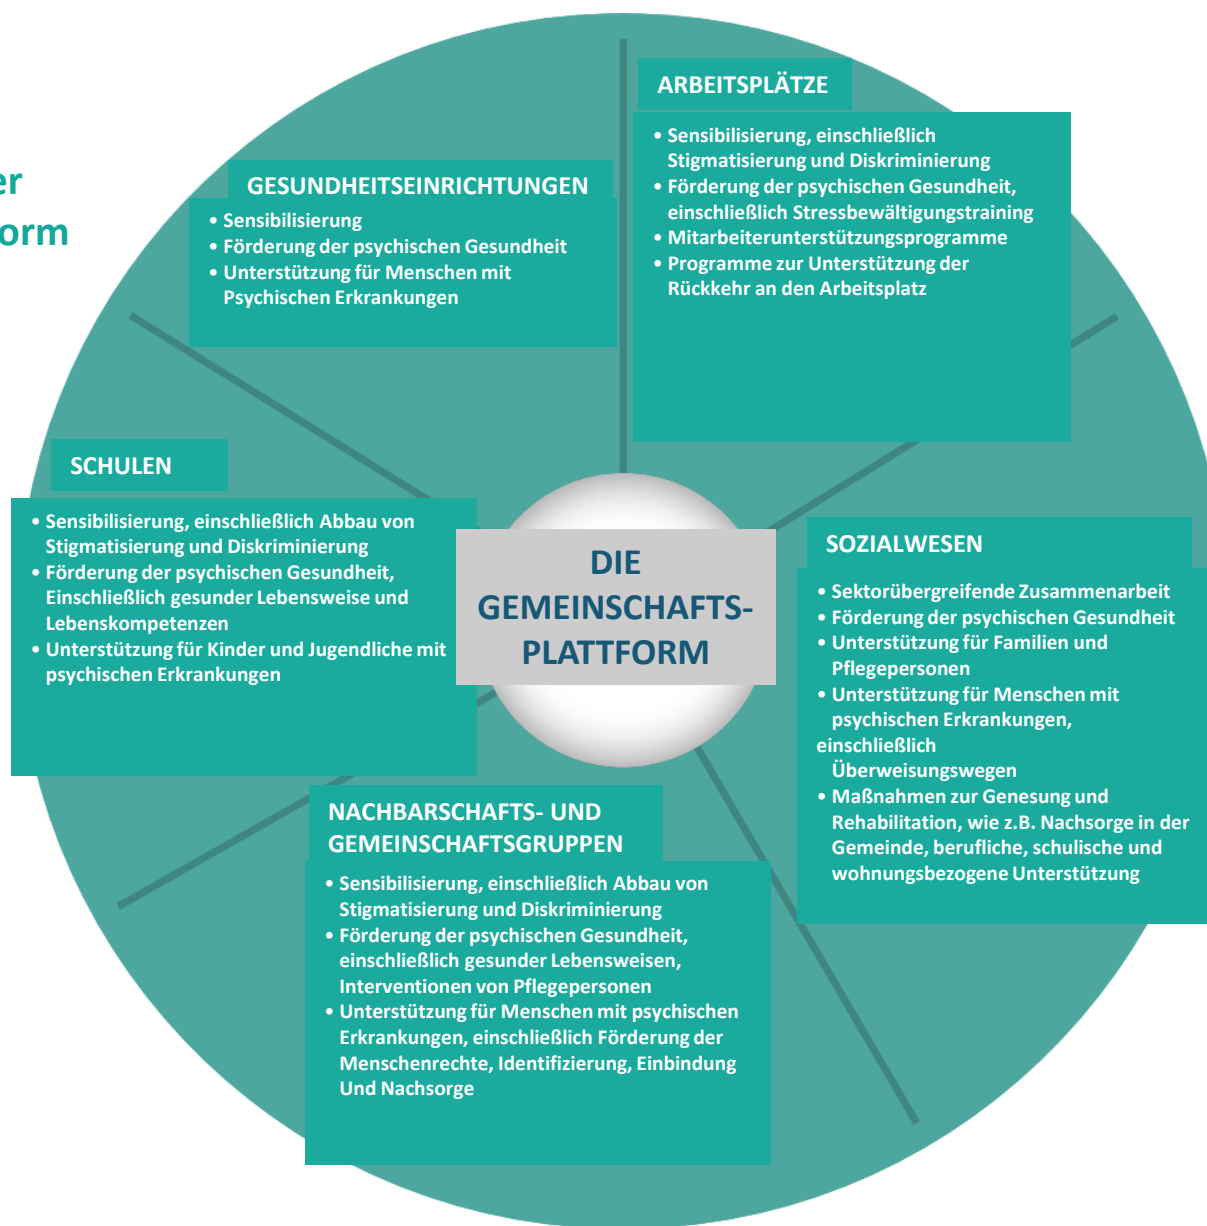 er
orm
GESUNDHEITSEINRICHTUNGEN
• Sensibilisierung
• Förderung der psychischen Gesundheit
• Unterstützung für Menschen mit
Psychischen Erkrankungen
ARBEITSPLÄTZE
• Sensibilisierung, einschließlich
Stigmatisierung und Diskriminierung
• Förderung der psychischen Gesundheit,
einschließlich Stressbewältigungstraining
• Mitarbeiterunterstützungsprogramme
• Programme zur Unterstützung der
Rückkehr an den Arbeitsplatz
SCHULEN
• Sensibilisierung, einschließlich Abbau von
Stigmatisierung und Diskriminierung
• Förderung der psychischen Gesundheit,
Einschließlich gesunder Lebensweise und
Lebenskompetenzen
• Unterstützung für Kinder und Jugendliche mit
psychischen Erkrankungen
DIE
GEMEINSCHAFTS-
PLATTFORM
SOZIALWESEN
• Sektorübergreifende Zusammenarbeit
• Förderung der psychischen Gesundheit
• Unterstützung für Familien und
Pflegepersonen
• Unterstützung für Menschen mit
psychischen Erkrankungen,
einschließlich
Überweisungswegen
• Maßnahmen zur Genesung und
Rehabilitation, wie z.B. Nachsorge in der
Gemeinde, berufliche, schulische und
wohnungsbezogene Unterstützung
NACHBARSCHAFTS- UND
GEMEINSCHAFTSGRUPPEN
• Sensibilisierung, einschließlich Abbau von
Stigmatisierung und Diskriminierung
• Förderung der psychischen Gesundheit,
einschließlich gesunder Lebensweisen,
Interventionen von Pflegepersonen
• Unterstützung für Menschen mit psychischen
Erkrankungen, einschließlich Förderung der
Menschenrechte, Identifizierung, Einbindung
Und Nachsorge